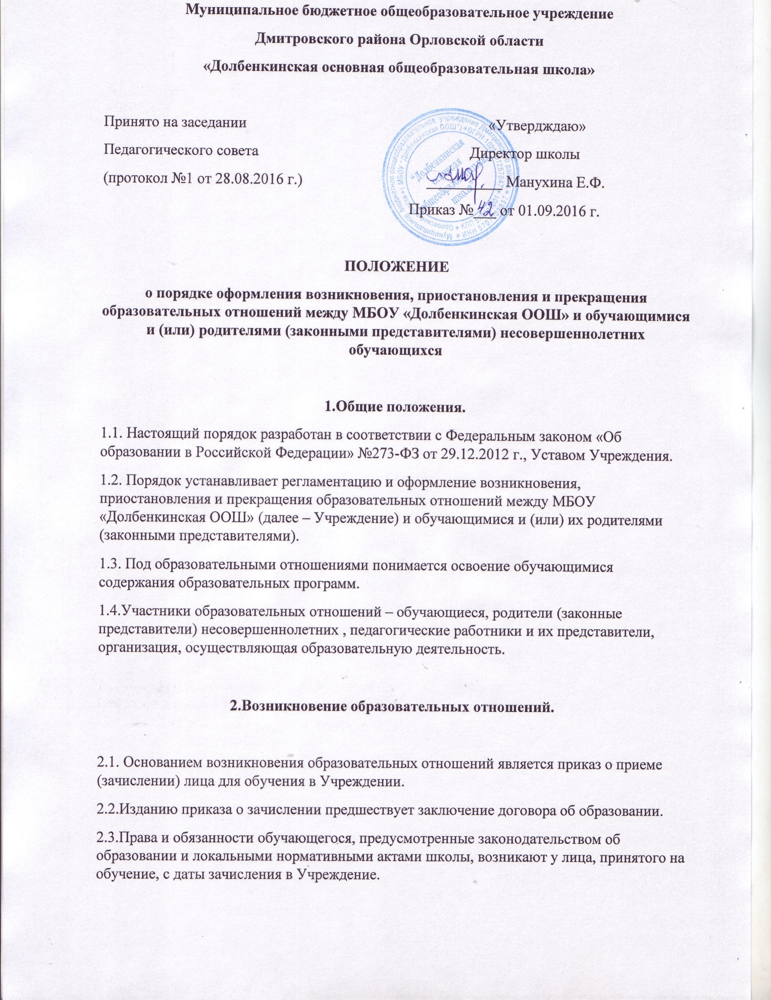 Муниципальное бюджетное общеобразовательное учреждение
Дмитровского района Орловской области
«Долбенкинская основная общеобразовательная школа»
Принято на заседании
Педагогического совета
(протокол №1 от 28.08.2016 г.)
«Утвердждаю»
Директор школы
Манухина Е.Ф.
Приказ № 42 от 01.09.2016 г.
"Долбенкинская
основная
общеобразовательная
школа"
ПОЛОЖЕНИЕ
о порядке оформления возникновения, приостановления и прекращения
образовательных отношений между МБОУ «Долбенкинская ООШ» и обучающимися
и (или) родителями (законными представителями) несовершеннолетних
обучающихся
1.Общие положения.
1.1. Настоящий порядок разработан в соответствии с Федеральным законом «Об
образовании в Российской Федерации» №273-ФЗ от 29.12.2012 г., Уставом Учреждения.
1.2. Порядок устанавливает регламентацию и оформление возникновения,
приостановления и прекращения образовательных отношений между МБОУ
«Долбенкинская ООШ» (далее – Учреждение) и обучающимися и (или) их родителями
(законными представителями).
1.3. Под образовательными отношениями понимается освоение обучающимися
содержания образовательных программ.
1.4.Участники образовательных отношений – обучающиеся, родители (законные
представители) несовершеннолетних , педагогические работники и их представители,
организация, осуществляющая образовательную деятельность.
2.Возникновение образовательных отношений.
2.1. Основанием возникновения образовательных отношений является приказ о приеме
(зачислении) лица для обучения в Учреждении.
2.2.Изданию приказа о зачислении предшествует заключение договора об образовании.
2.3.Права и обязанности обучающегося, предусмотренные законодательством об
образовании и локальными нормативными актами школы, возникают у лица, принятого на
обучение, с даты зачисления в Учреждение.